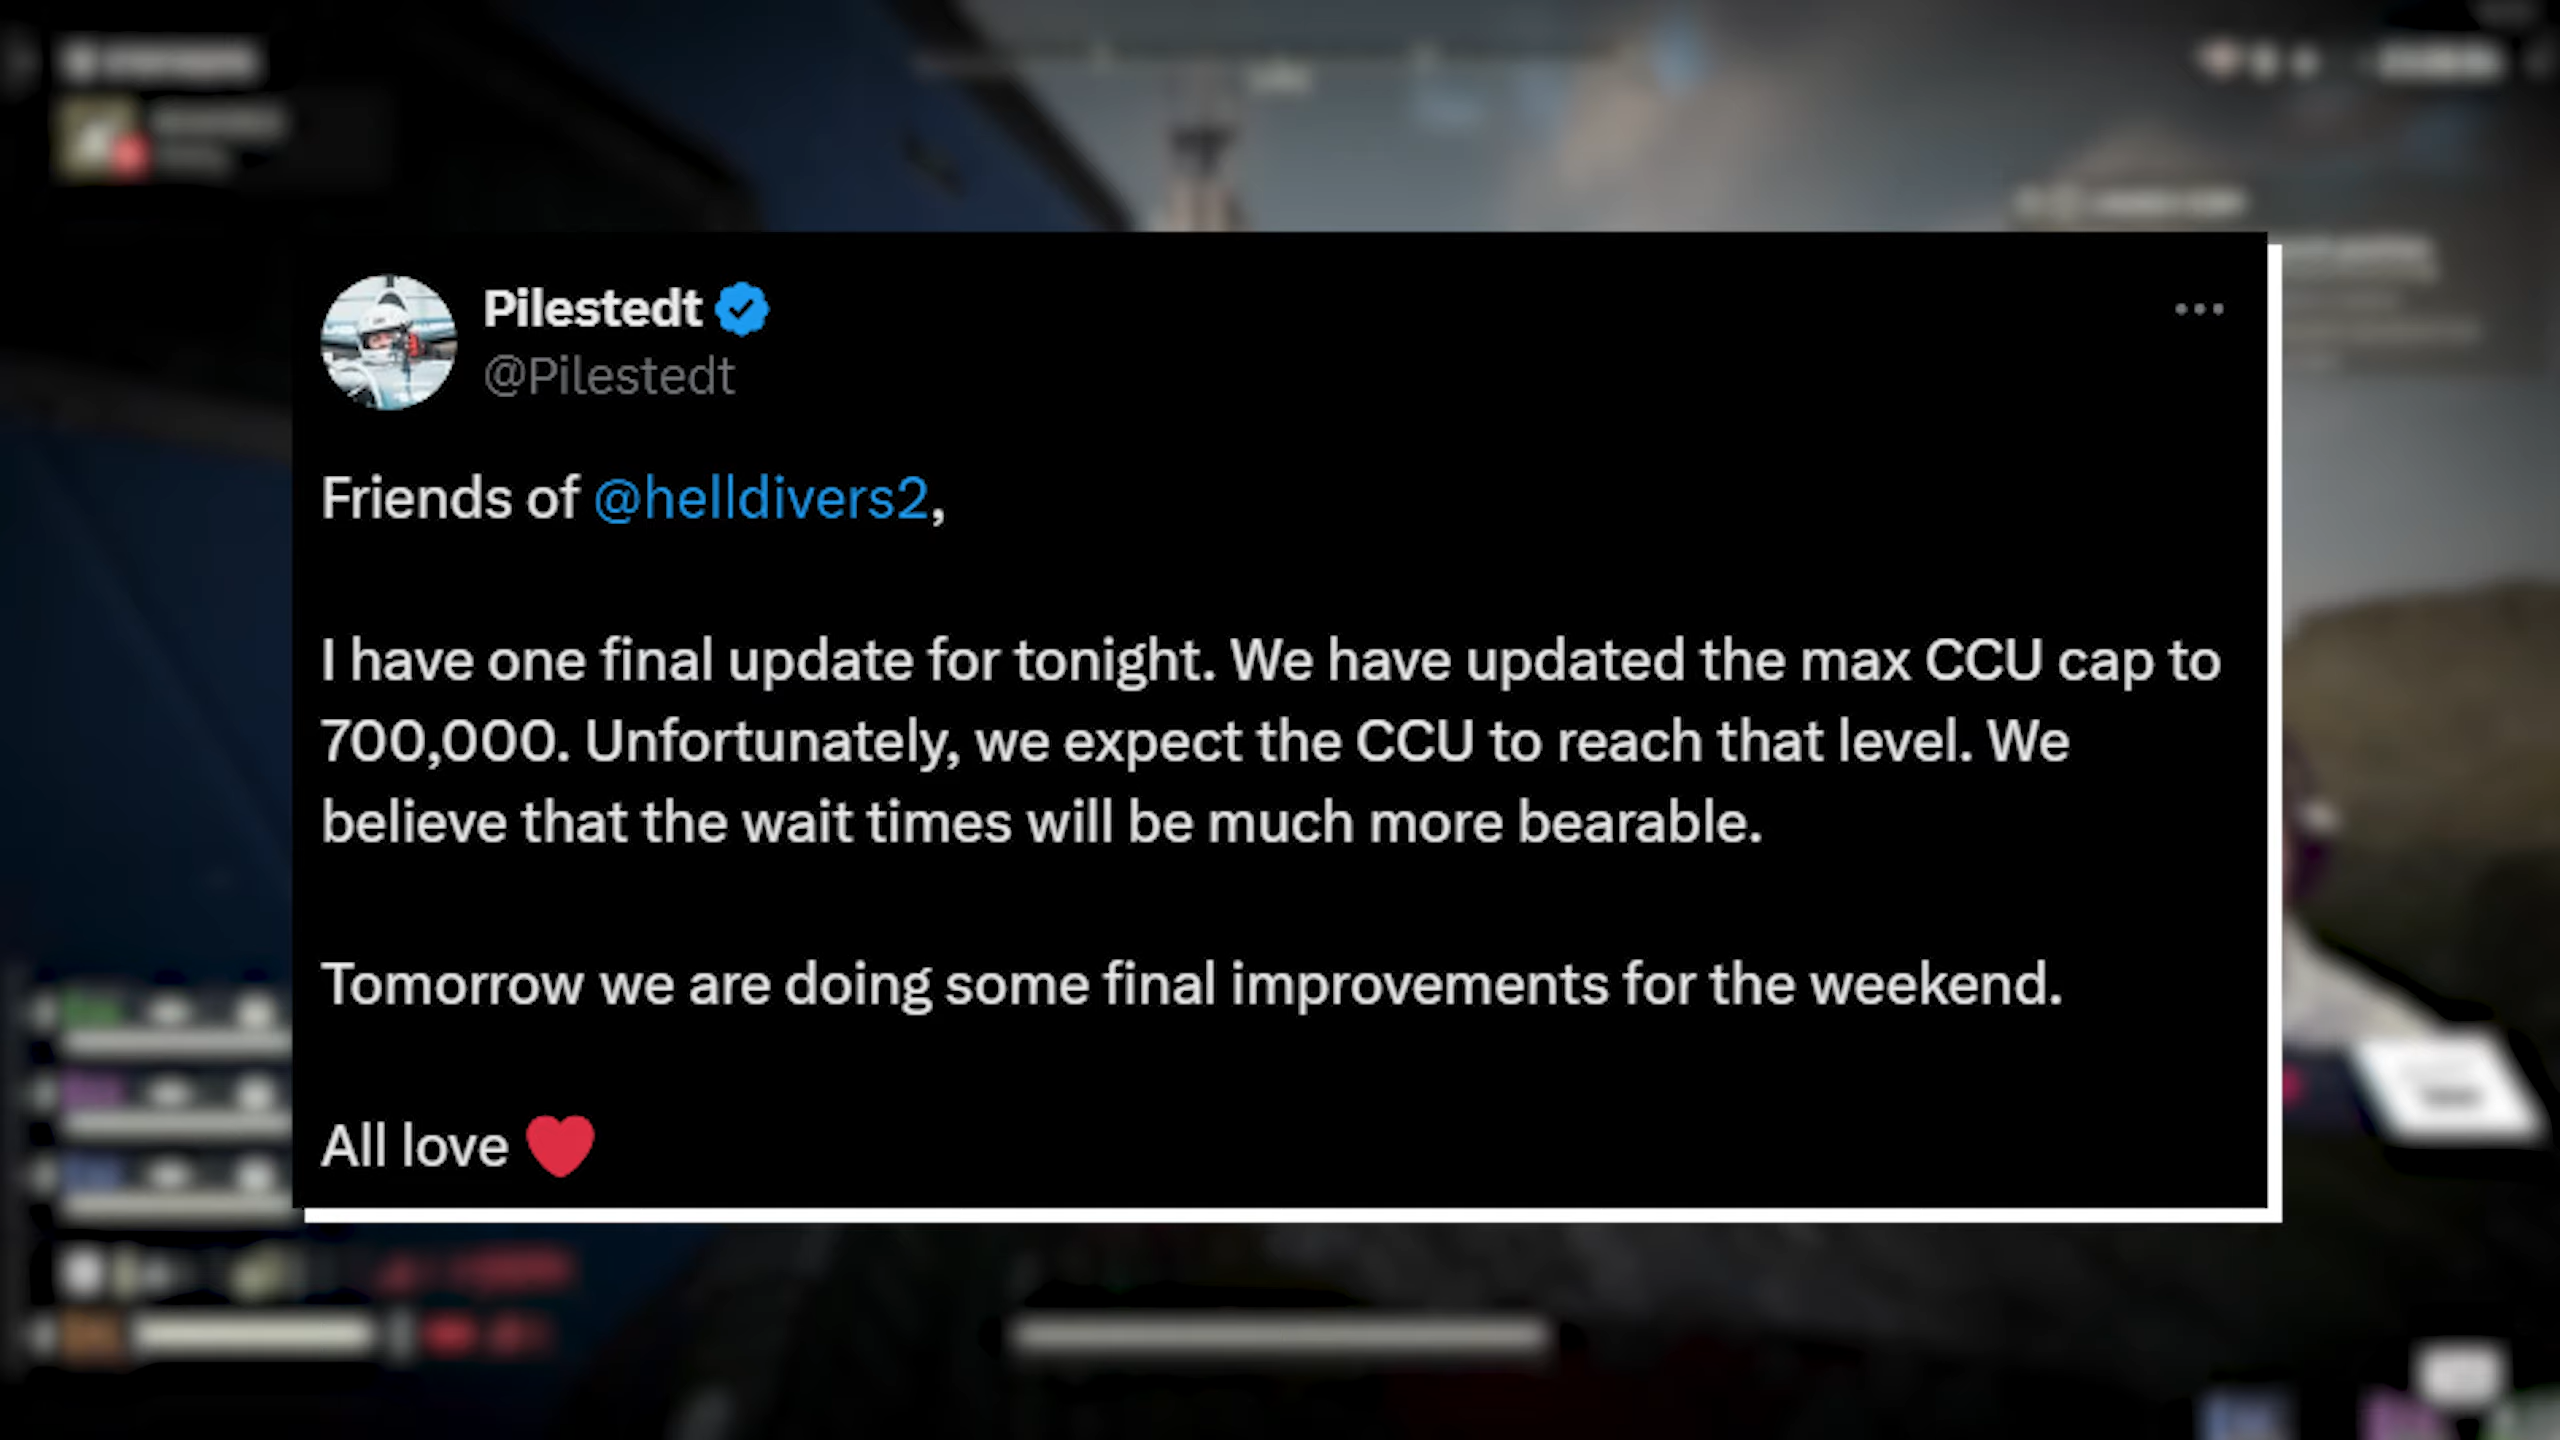 Pilestedt
@Pilestedt
Friends of @helldivers2,
I have one final update for tonight. We have updated the max CCU cap to
700,000. Unfortunately, we expect the CCU to reach that level. We
believe that the wait times will be much more bearable.
Tomorrow we are doing some final improvements for the weekend.
All love ❤️